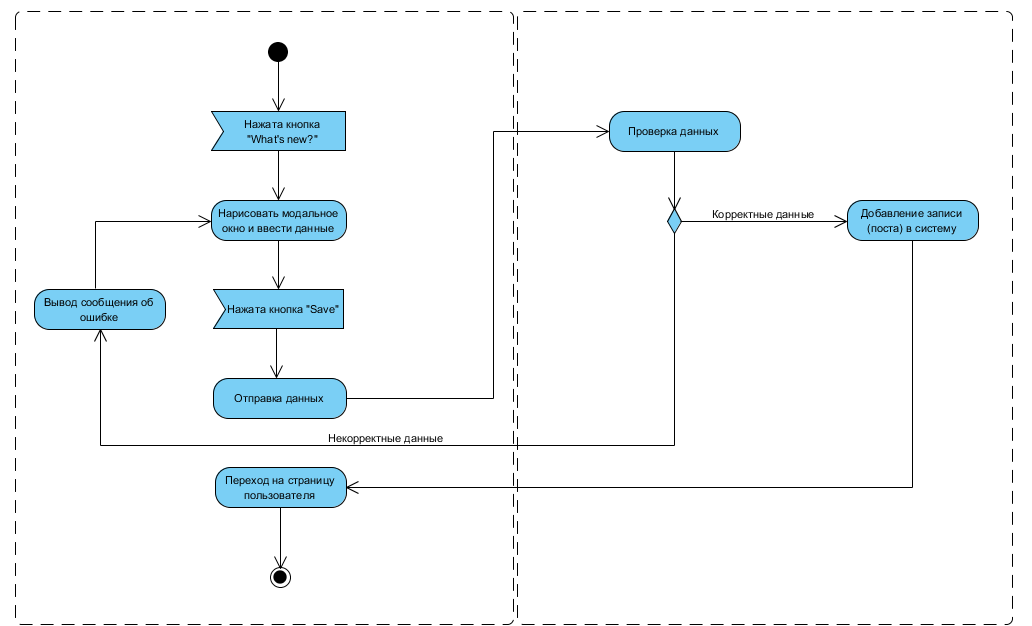 Нажата кнопка
"What's new?"
Проверка данных
Нарисовать модальное
окно и ввести данные
Корректные данные
Добавление записи
(поста) в систему
Вывод сообщения об
ошибке
Нажата кнопка "Save"
Отправка данных
Некорректные данные
Переход на страницу
пользователя